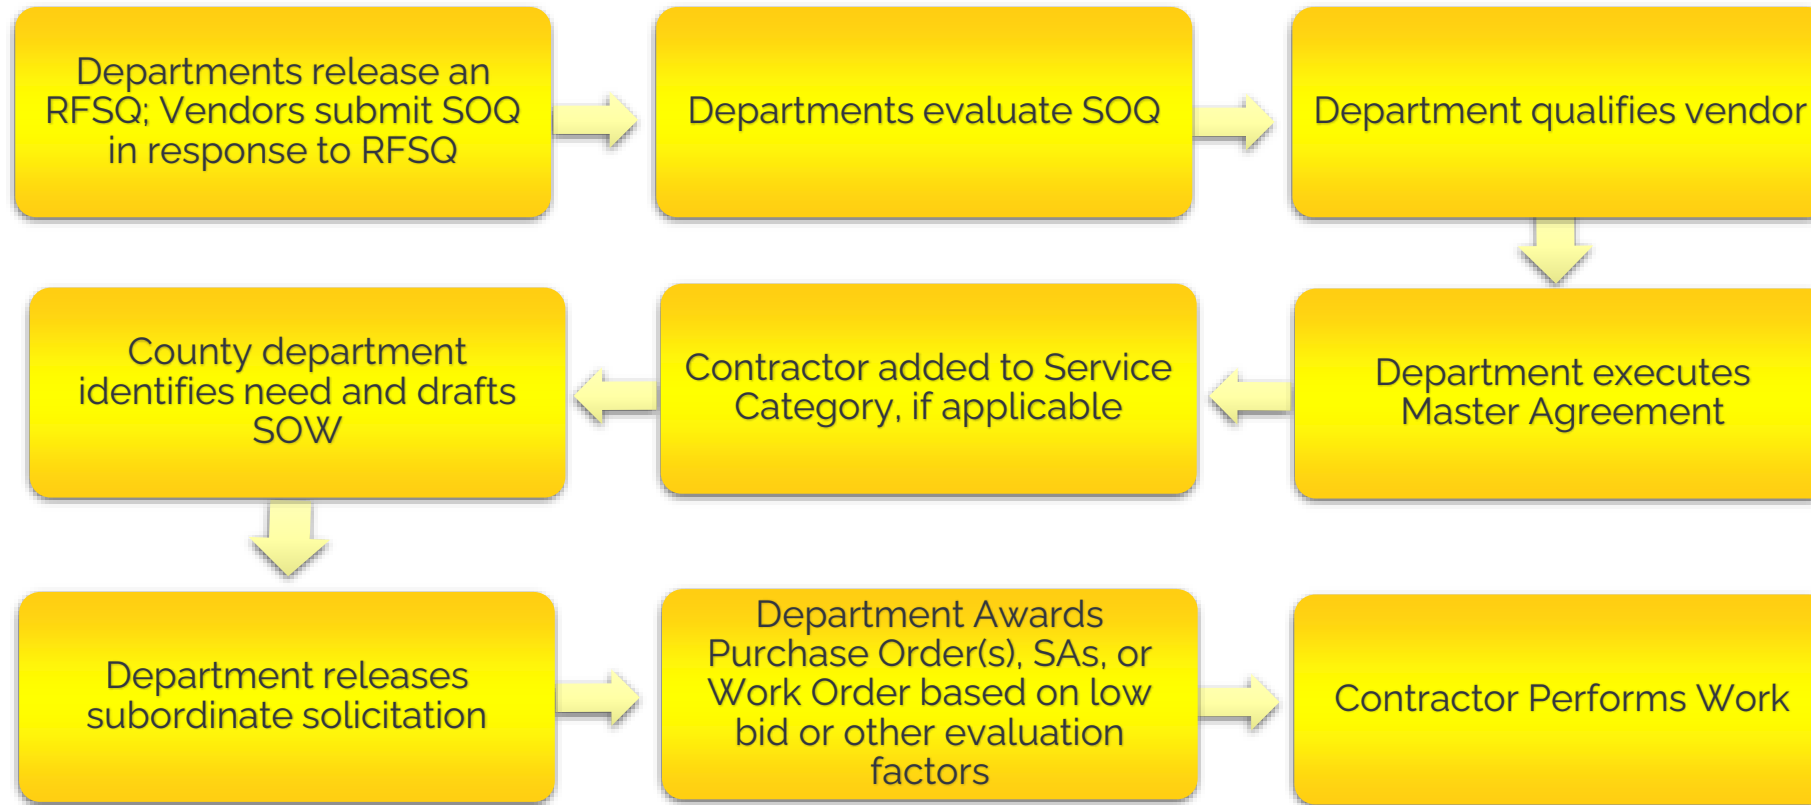 Departments release an
RFSQ; Vendors submit SOQ
in response to RFSQ
Departments evaluate SOQ
Department qualifies vendor
Department executes
Master Agreement
Contractor added to Service
Category, if applicable
County department
identifies need and drafts
SOW
Department releases
subordinate solicitation
Department Awards
Purchase Order(s), SAs, or
Work Order based on low
bid or other evaluation
factors
Contractor Performs Work